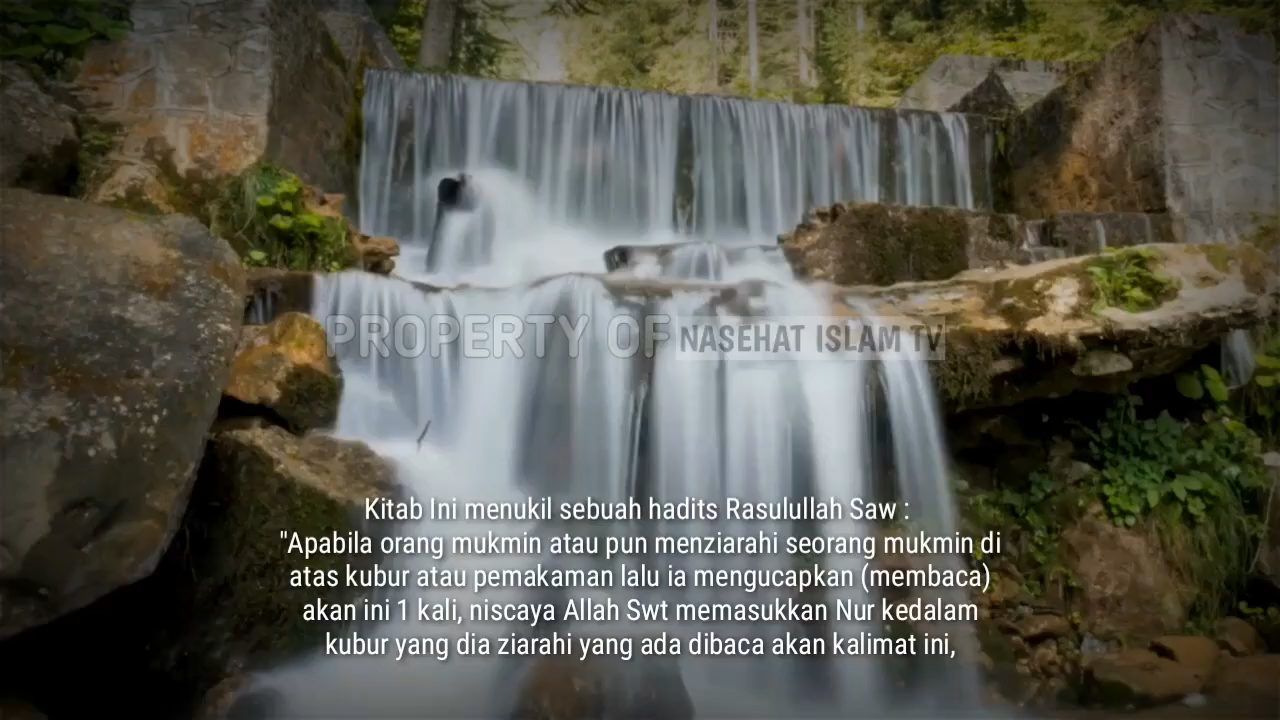 PROPERTY OF NASEHAT ISLAM TV
Kitab Ini menukil sebuah hadits Rasulullah Saw :
"Apabila orang mukmin atau pun menziarahi seorang mukmin di
atas kubur atau pemakaman lalu ia mengucapkan (membaca)
akan ini 1 kali, niscaya Allah Swt memasukkan Nur kedalam
kubur yang dia ziarahi yang ada dibaca akan kalimat ini,